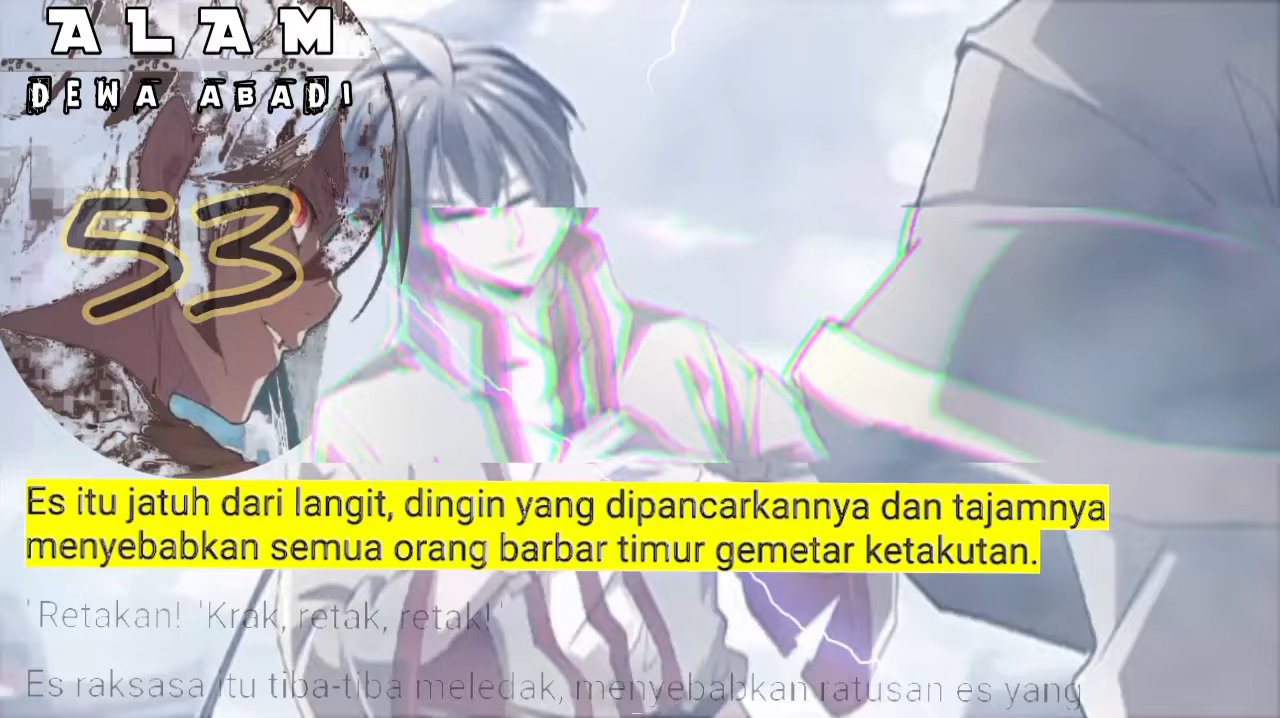 ALAM
DEWA ABADI
53
Es itu jatuh dari langit, dingin yang dipancarkannya dan tajamnya
menyebabkan semua orang barbar timur gemetar ketakutan.
'Retakan! 'Krak, retak, retak!'
Es raksasa itu tiba-tiba meledak, menyebabkan ratusan es yang